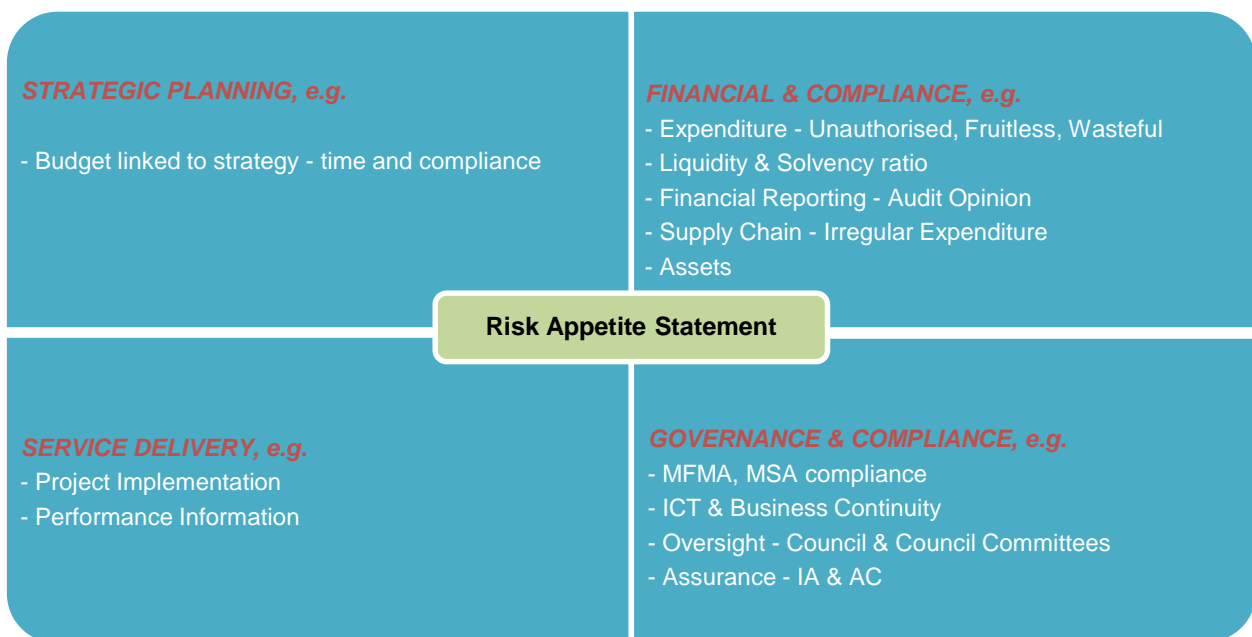 STRATEGIC PLANNING, e.g.
- Budget linked to strategy - time and compliance
FINANCIAL & COMPLIANCE, e.g.
- Expenditure - Unauthorised, Fruitless, Wasteful
- Liquidity & Solvency ratio
- Financial Reporting - Audit Opinion
- Supply Chain - Irregular Expenditure
- Assets
Risk Appetite Statement
SERVICE DELIVERY, e.g.
- Project Implementation
- Performance Information
GOVERNANCE & COMPLIANCE, e.g.
- MFMA, MSA compliance
- ICT & Business Continuity
- Oversight - Council & Council Committees
- Assurance - IA & AC